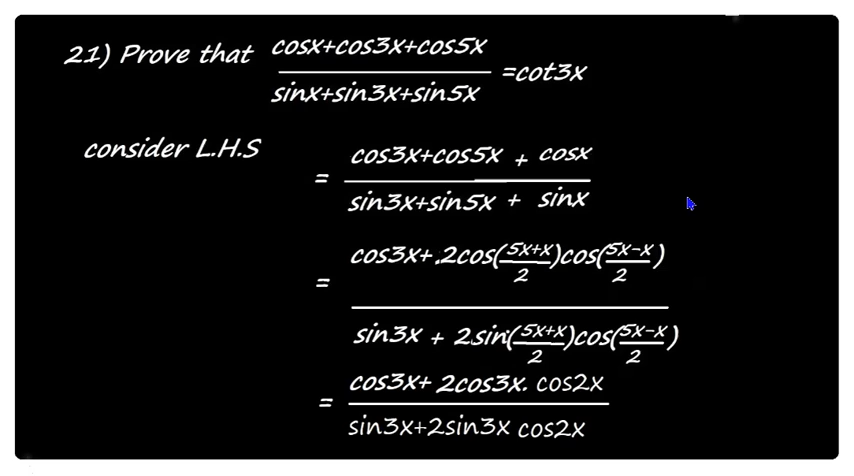 21) Prove that cosx+cos3x+cos5x / sinx+sin3x+sin5x =cot3x
consider L.H.S
= cos3x+cos5x + cosx / sin3x+sin5x + sinx
= cos3x+.2cos(5x+x/2)cos(5x-x/2) / sin3x + 2sin(5x+x/2)cos(5x-x/2)
= cos3x+ 2cos3x. cos2x / sin3x+2sin3x cos2x